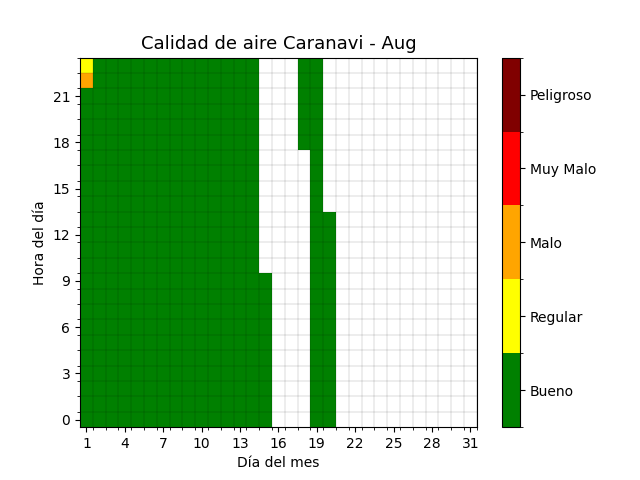 Calidad de aire Caranavi - Aug
Hora del día
21
18
15
12
9
6
3
0
1 4 7 10 13 16 19 22 25 28 31
Día del mes
Peligroso
Muy Malo
Malo
Regular
Bueno